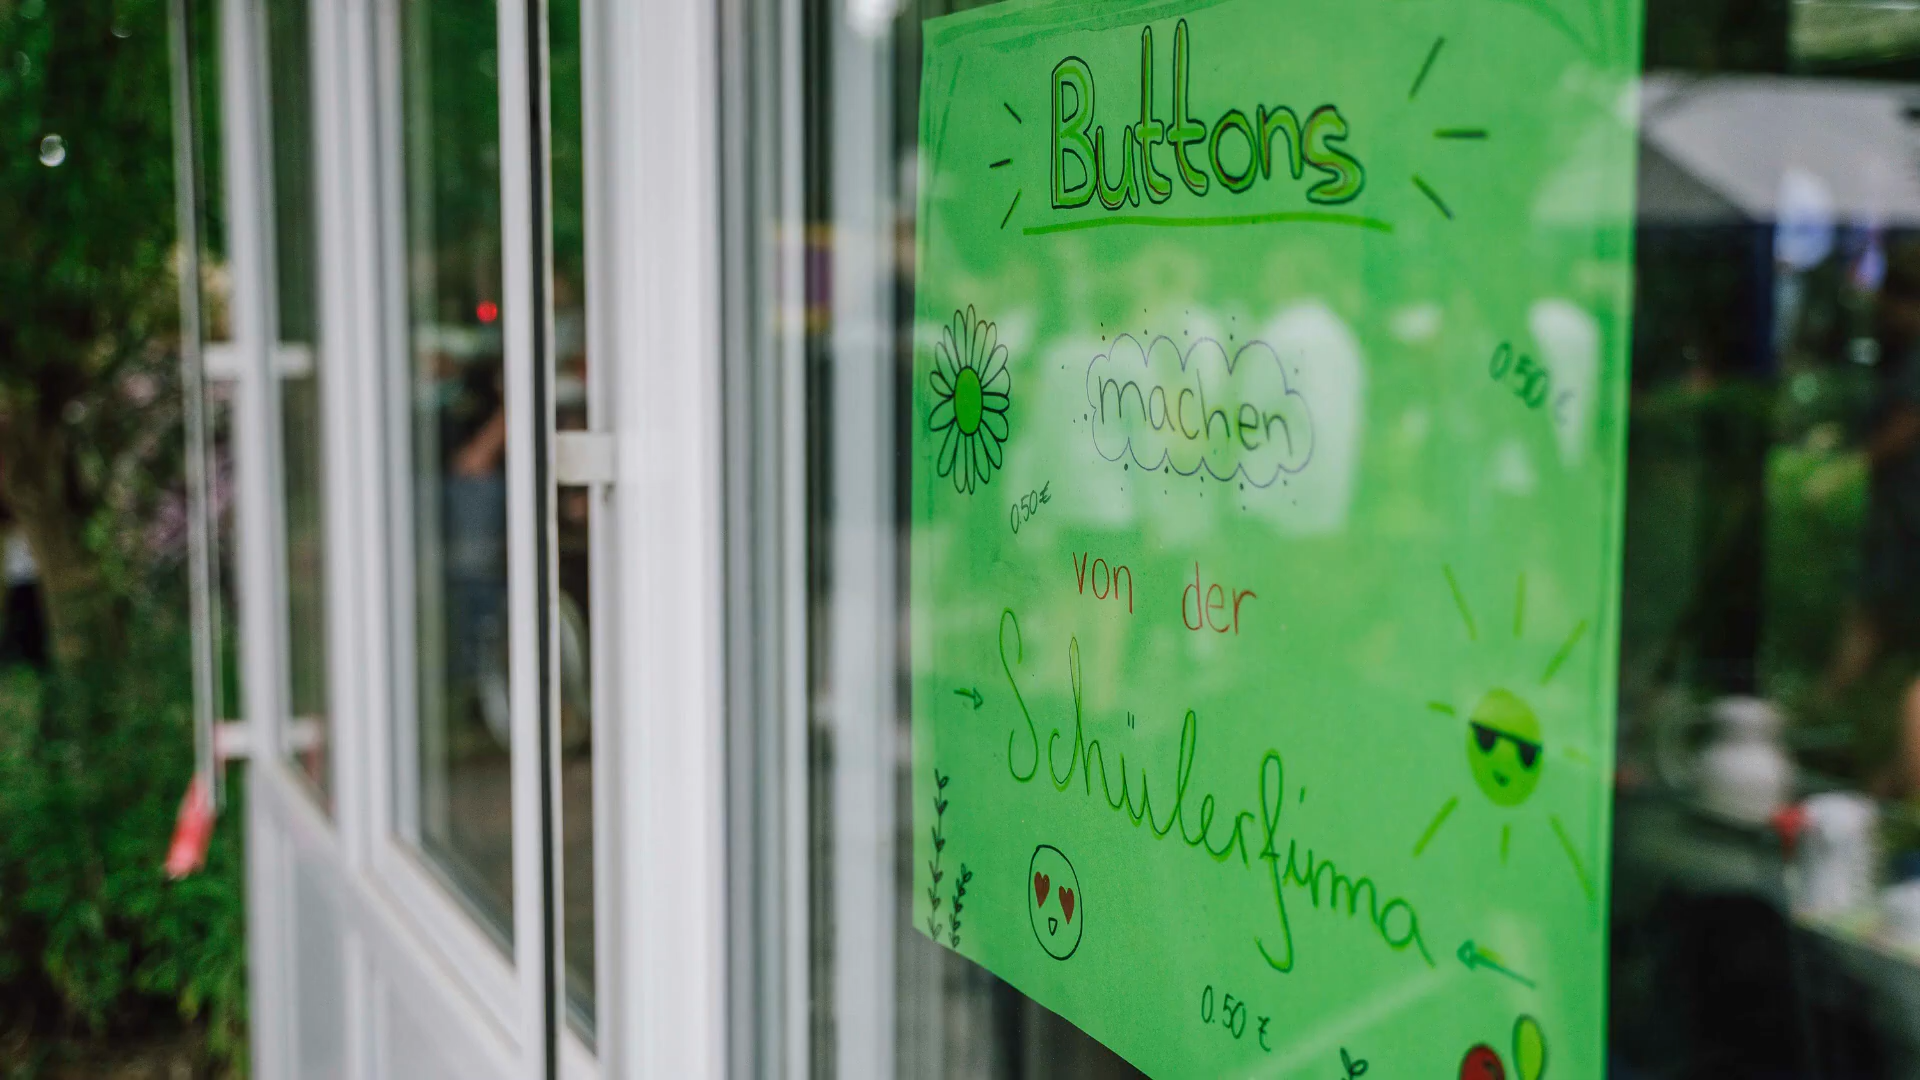 Buttons
machen
0.50 €
0.50 €
von der
Schülerfirma
0.50 €